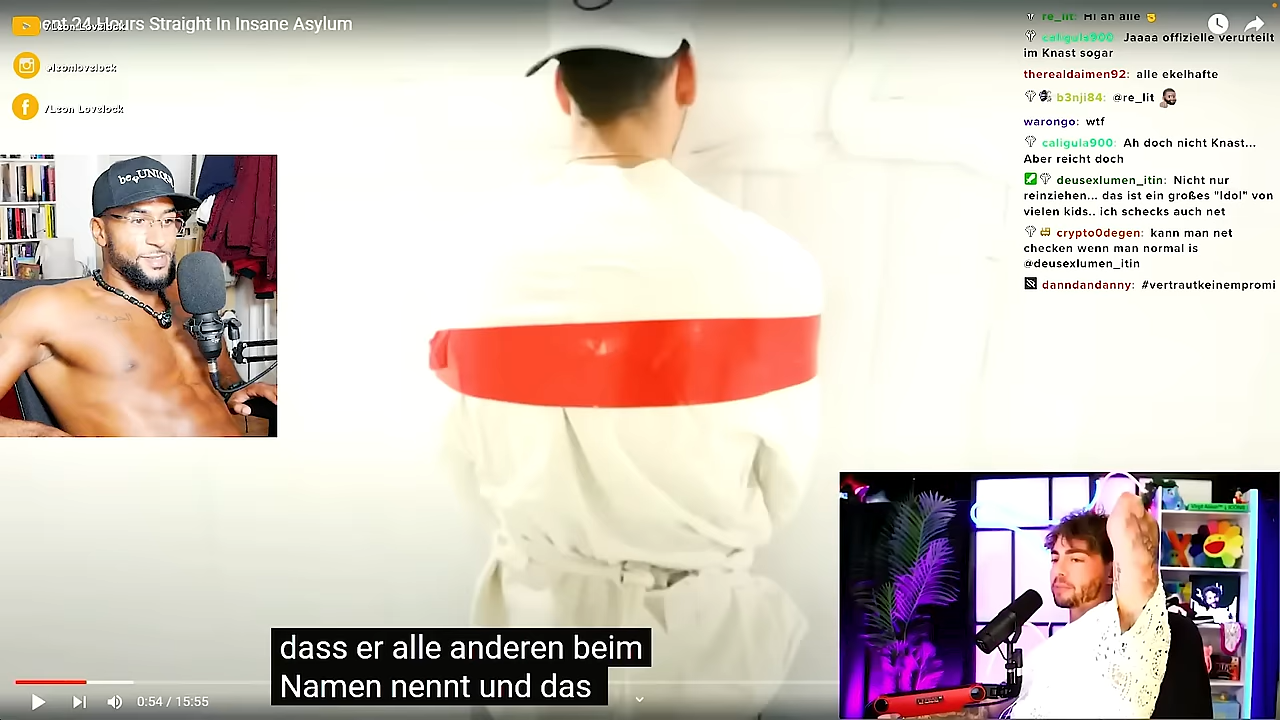 ent 24 Hours Straight In Insane Asylum
/Leon Lovelock
/leonlovelock
/Leon Lovelock
be UNION
re_lit: Hi an alle
caligula900: Jaaaa offizielle verurteilt
im Knast sogar
therealdaimen92: alle ekelhafte
b3nji84: @re_lit
warongo: wtf
caligula900: Ah doch nicht Knast...
Aber reicht doch
deusexlumen_itin: Nicht nur
reinziehen... das ist ein großes "Idol" von
vielen kids.. ich schecks auch net
crypto0degen: kann man net
checken wenn man normal is
@deusexlumen_itin
danndandanny: #vertrautkeinempromi
dass er alle anderen beim
Namen nennt und das
0:54 / 15:55